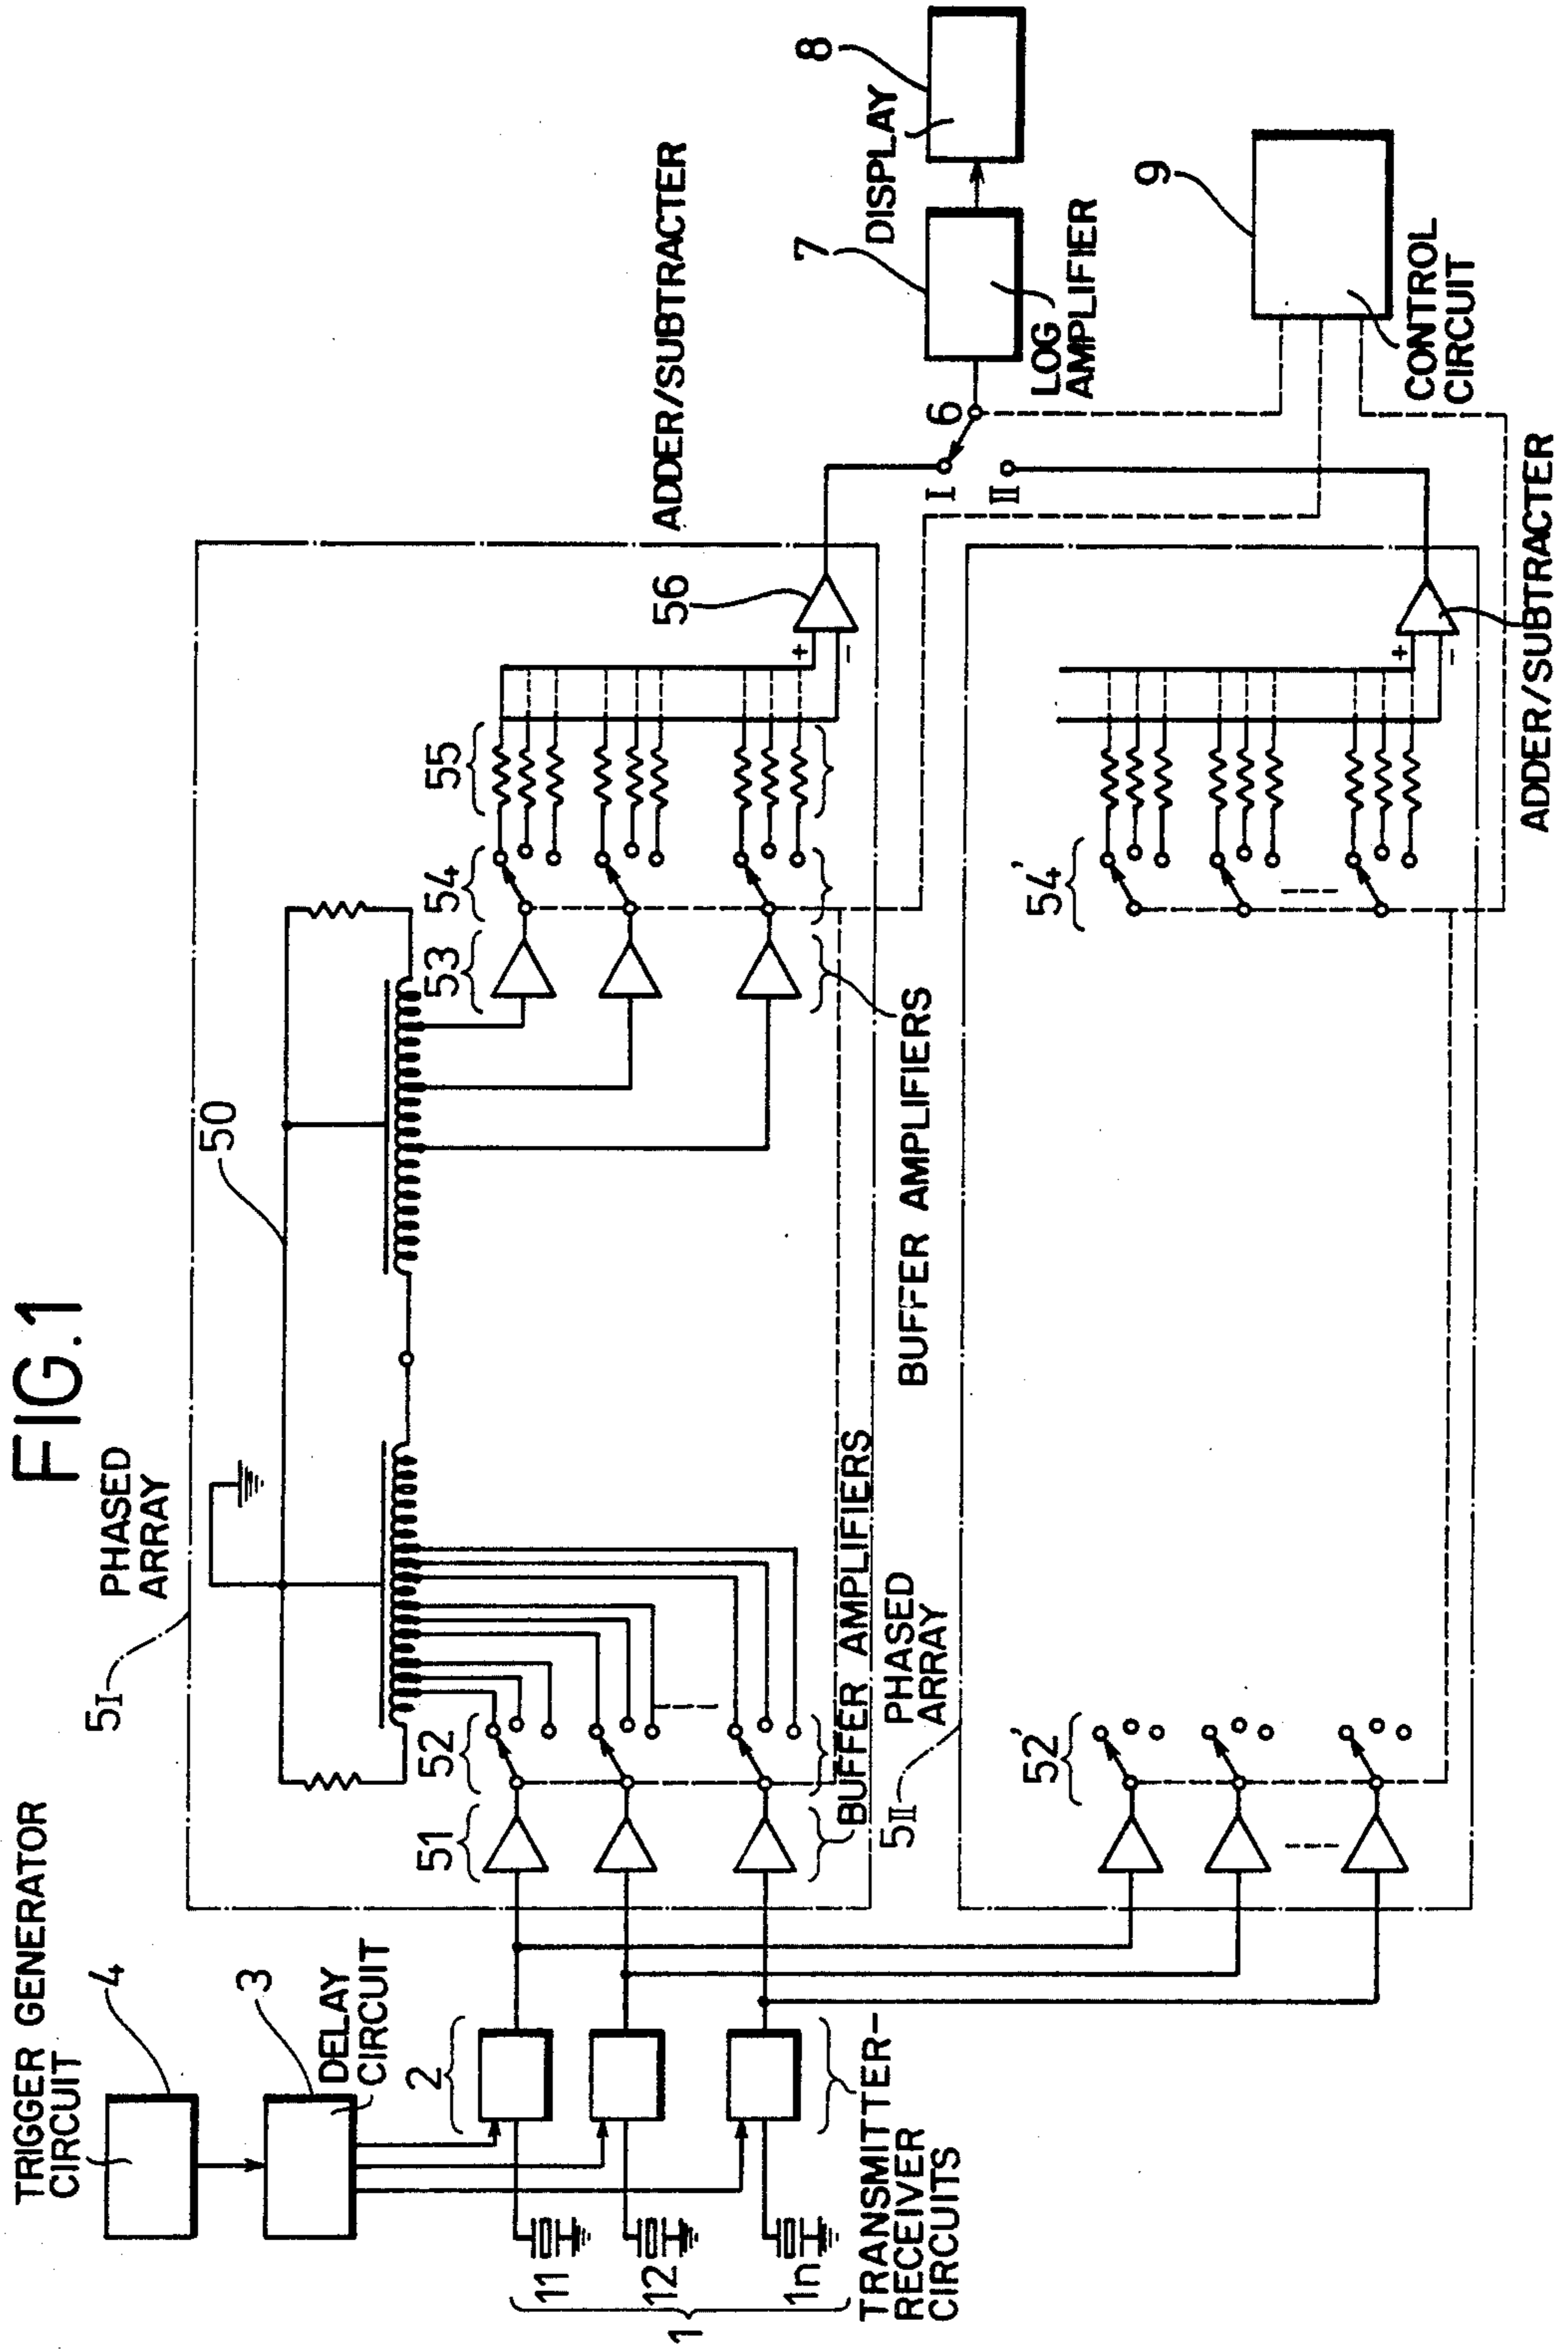 FIG.1
TRIGGER GENERATOR
CIRCUIT
4
3
DELAY
CIRCUIT
2
11
12
1n
1
TRANSMITTER-
RECEIVER
CIRCUITS
5I
PHASED
ARRAY
50
51
52
53
54
55
56
+
−
BUFFER AMPLIFIERS
BUFFER AMPLIFIERS
ADDER/SUBTRACTER
5II
PHASED
ARRAY
52'
54'
+
−
ADDER/SUBTRACTER
I
II
6
7
LOG
AMPLIFIER
8
DISPLAY
9
CONTROL
CIRCUIT